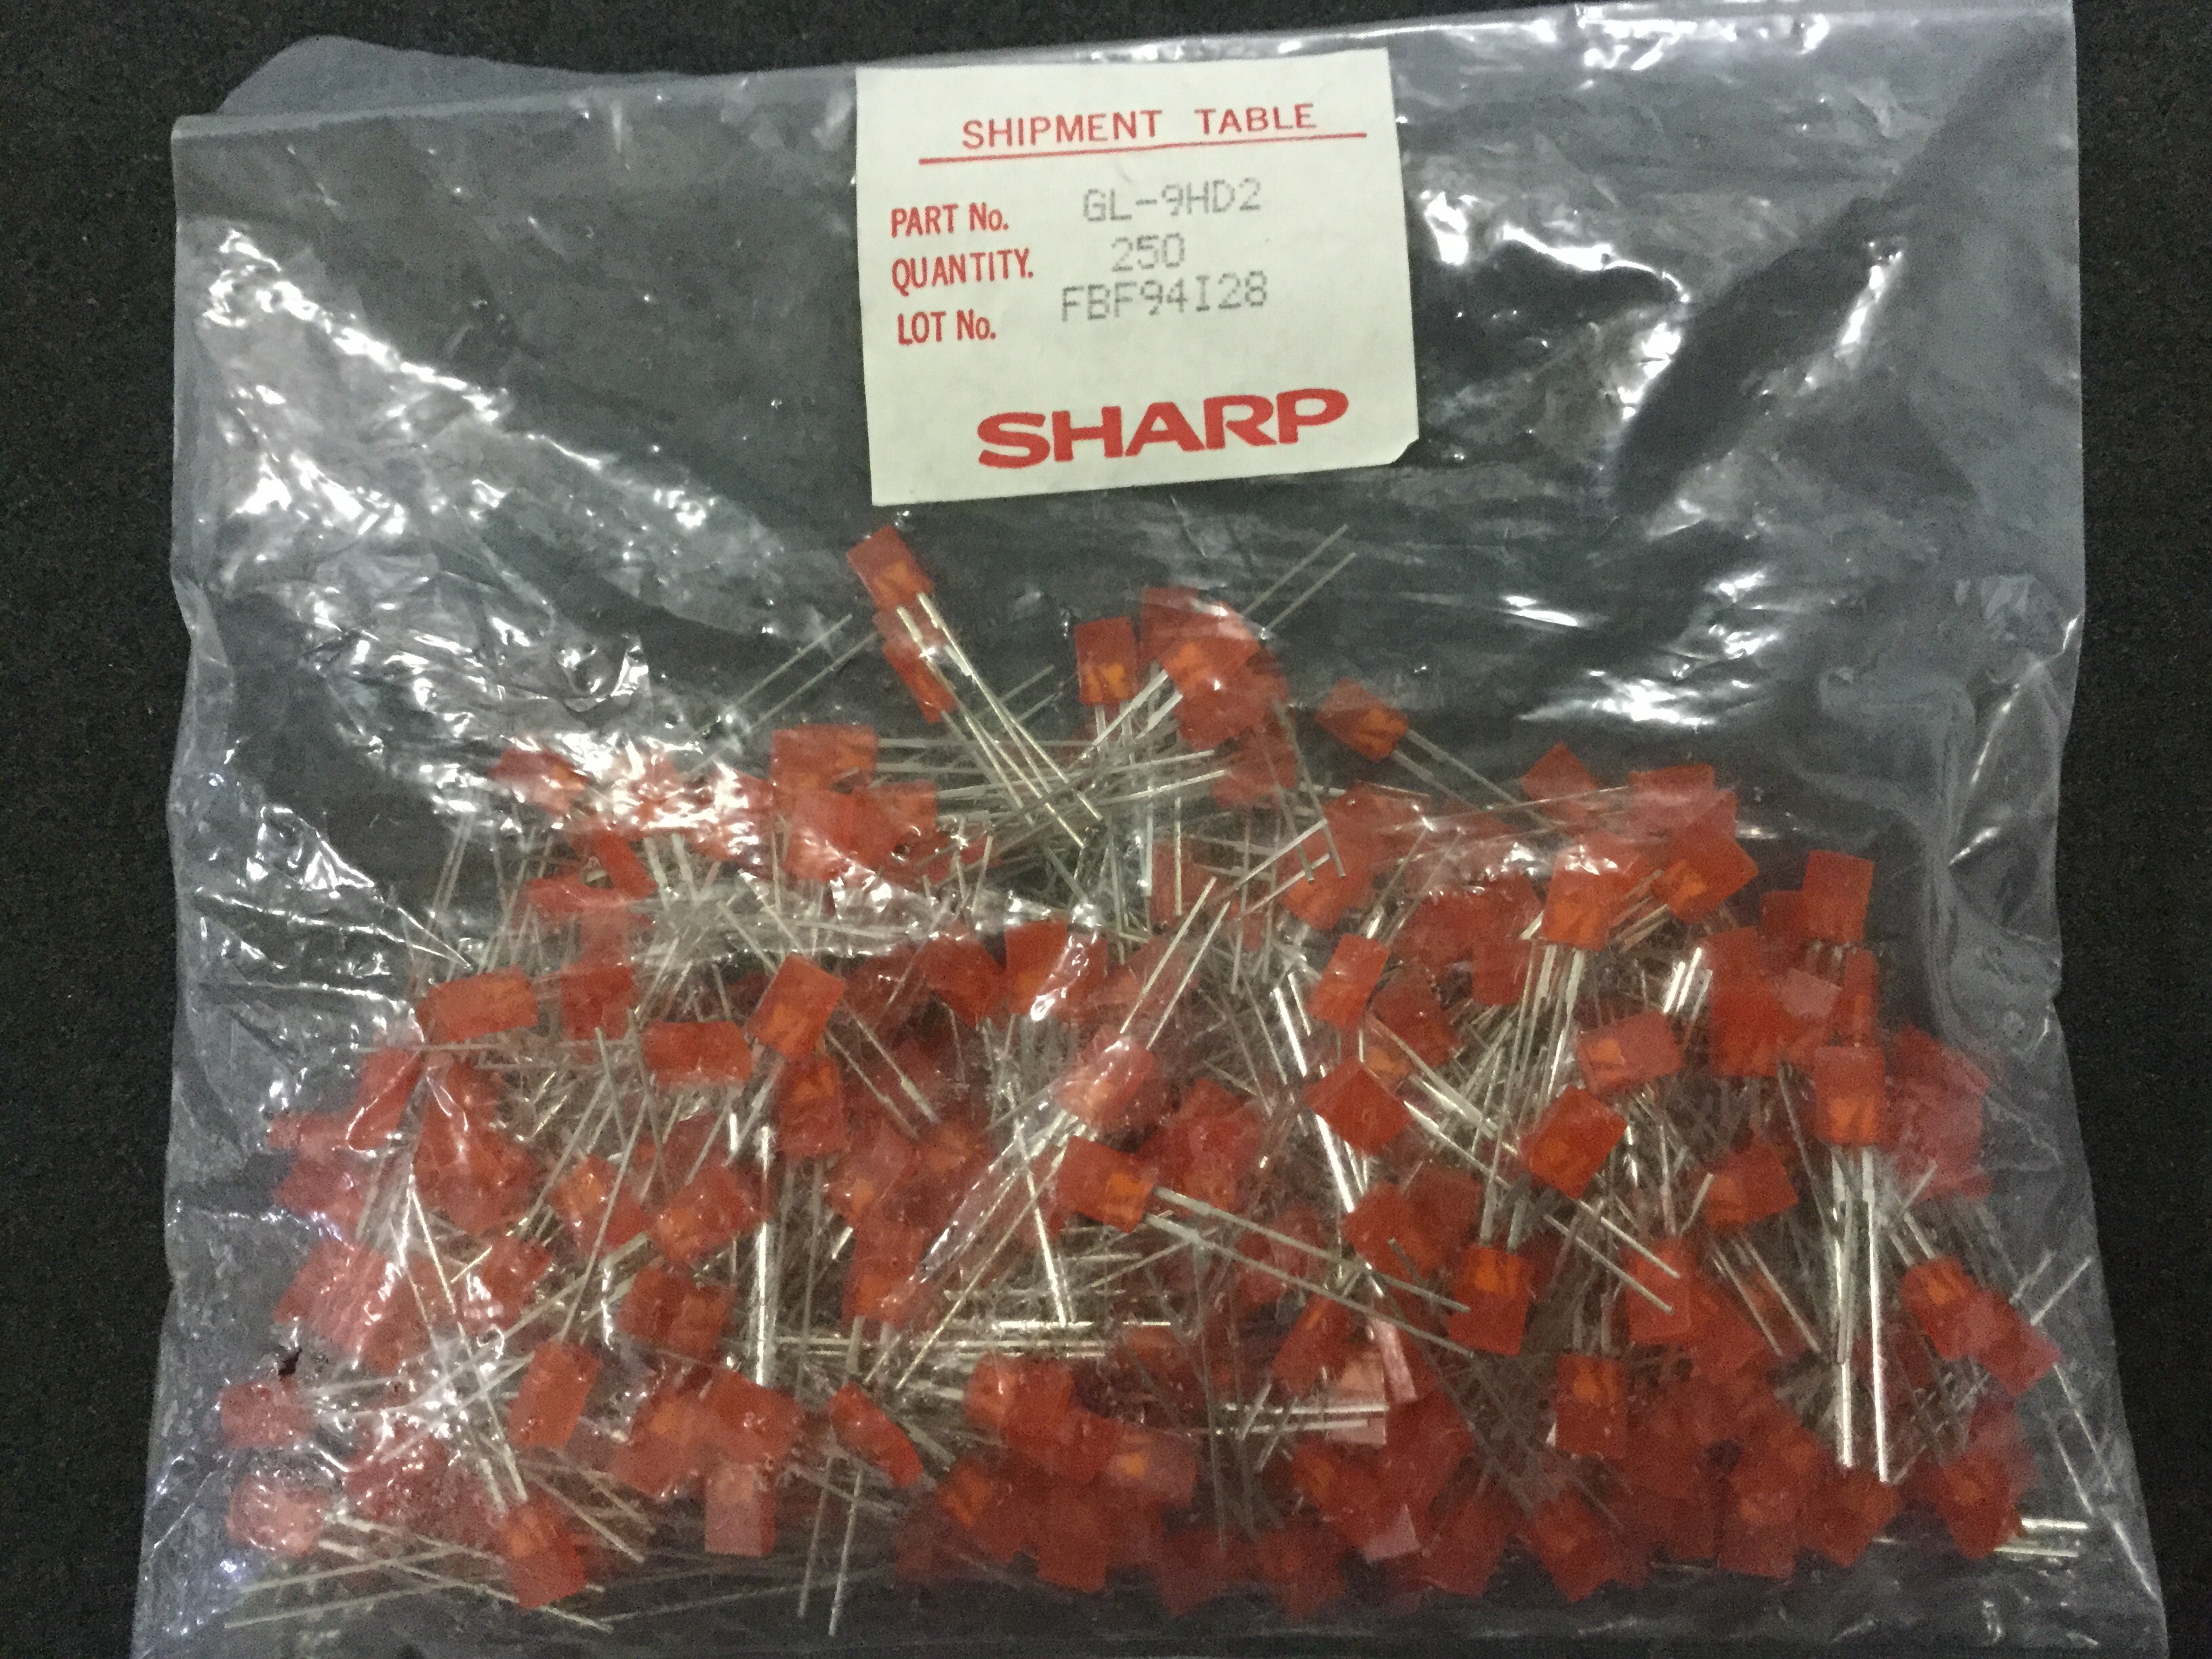 SHIPMENT TABLE
PART No. GL-9HD2
QUANTITY. 250
LOT No. FBF94I28
SHARP